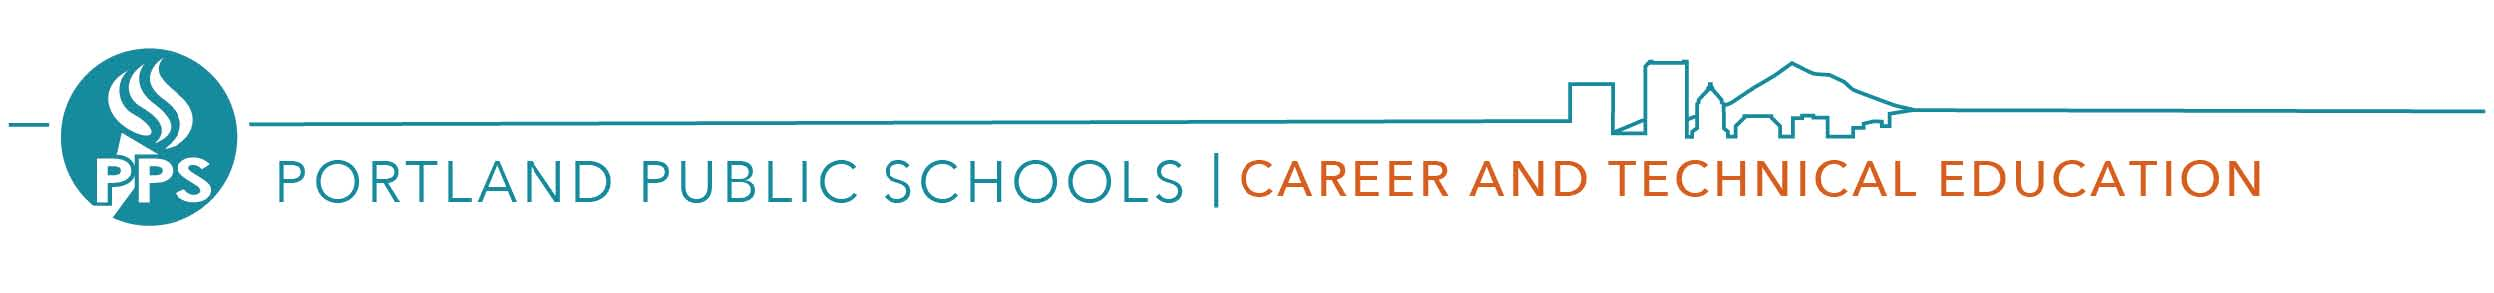 PPS
PORTLAND PUBLIC SCHOOLS | CAREER AND TECHNICAL EDUCATION